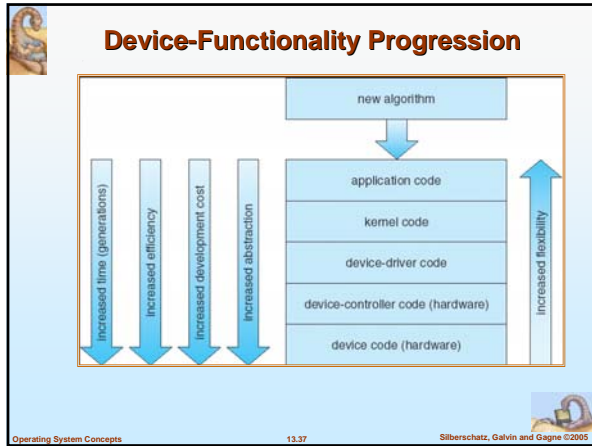 Device-Functionality Progression
new algorithm
increased time (generations)
increased efficiency
increased development cost
increased abstraction
application code
kernel code
device-driver code
device-controller code (hardware)
device code (hardware)
increased flexibility
Operating System Concepts
13.37
Silberschatz, Galvin and Gagne ©2005